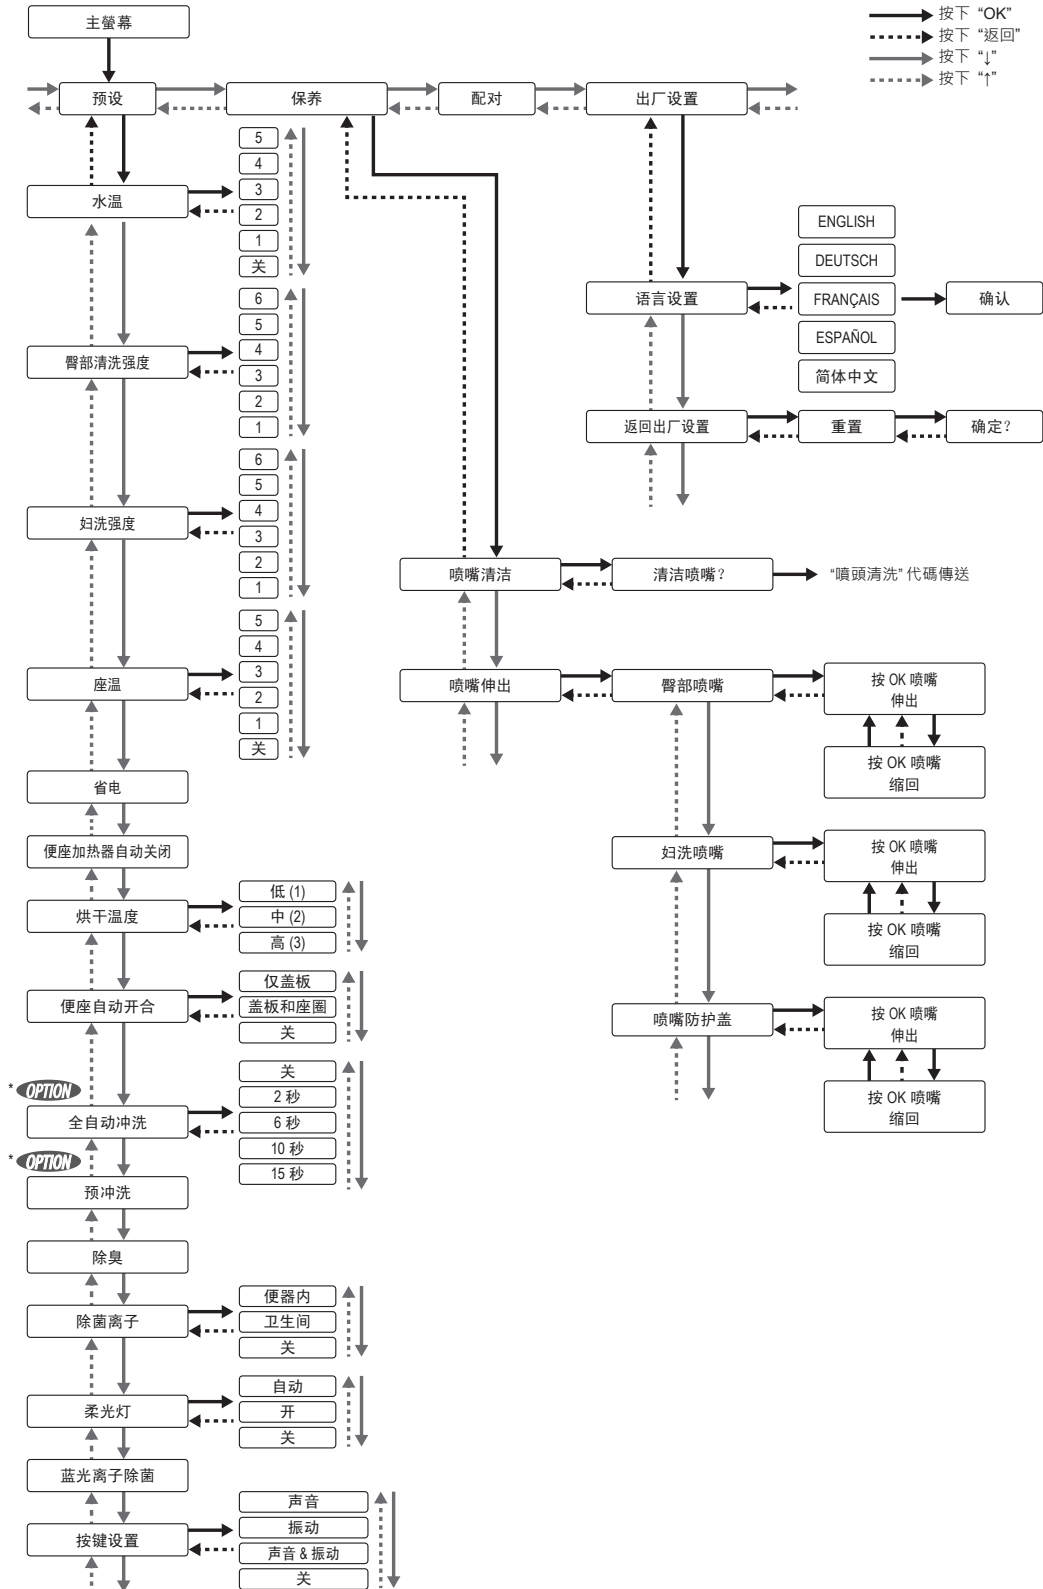 主螢幕
按下 “OK”
按下 “返回”
按下 “↓”
按下 “↑”
预设
保养
配对
出厂设置
水温
5
4
3
2
1
关
臀部清洗强度
6
5
4
3
2
1
妇洗强度
6
5
4
3
2
1
座温
5
4
3
2
1
关
省电
便座加热器自动关闭
烘干温度
低 (1)
中 (2)
高 (3)
便座自动开合
仅盖板
盖板和座圈
关
* OPTION
全自动冲洗
关
2 秒
6 秒
10 秒
15 秒
* OPTION
预冲洗
除臭
除菌离子
便器内
卫生间
关
柔光灯
自动
开
关
蓝光离子除菌
按键设置
声音
振动
声音 & 振动
关
喷嘴清洁
清洁喷嘴？
“噴頭清洗” 代碼傳送
喷嘴伸出
臀部喷嘴
按 OK 喷嘴
伸出
按 OK 喷嘴
缩回
妇洗喷嘴
按 OK 喷嘴
伸出
按 OK 喷嘴
缩回
喷嘴防护盖
按 OK 喷嘴
伸出
按 OK 喷嘴
缩回
语言设置
ENGLISH
DEUTSCH
FRANÇAIS
ESPAÑOL
简体中文
确认
返回出厂设置
重置
确定？